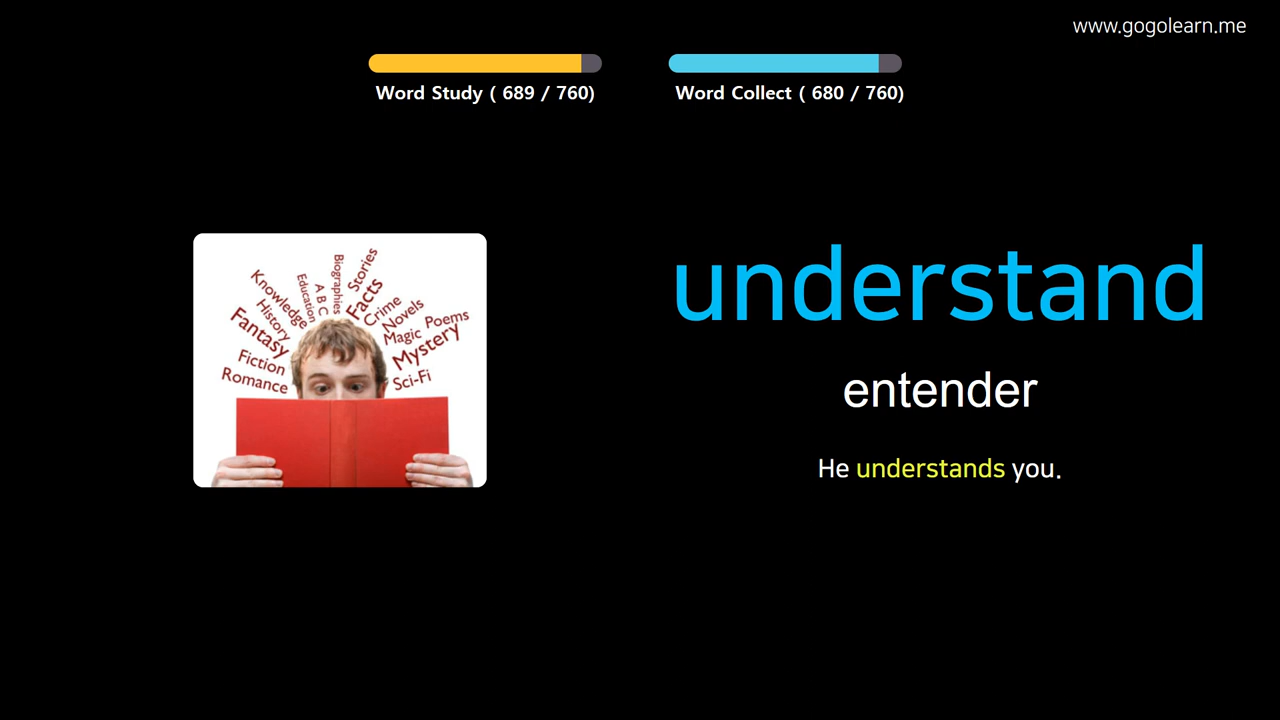 www.gogolearn.me
Word Study ( 689 / 760)
Word Collect ( 680 / 760)
Biographies
Stories
Facts
A B C
Education
Knowledge
History
Fantasy
Fiction
Romance
Crime
Novels
Magic
Poems
Mystery
Sci-Fi
understand
entender
He understands you.